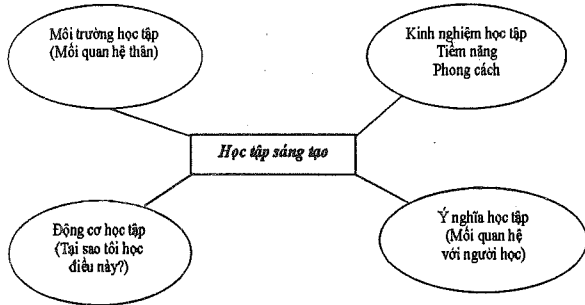 Môi trường học tập
(Mối quan hệ thân)
Kinh nghiệm học tập
Tiềm năng
Phong cách
Học tập sáng tạo
Động cơ học tập
(Tại sao tôi học
điều này?)
Ý nghĩa học tập
(Mối quan hệ
với người học)